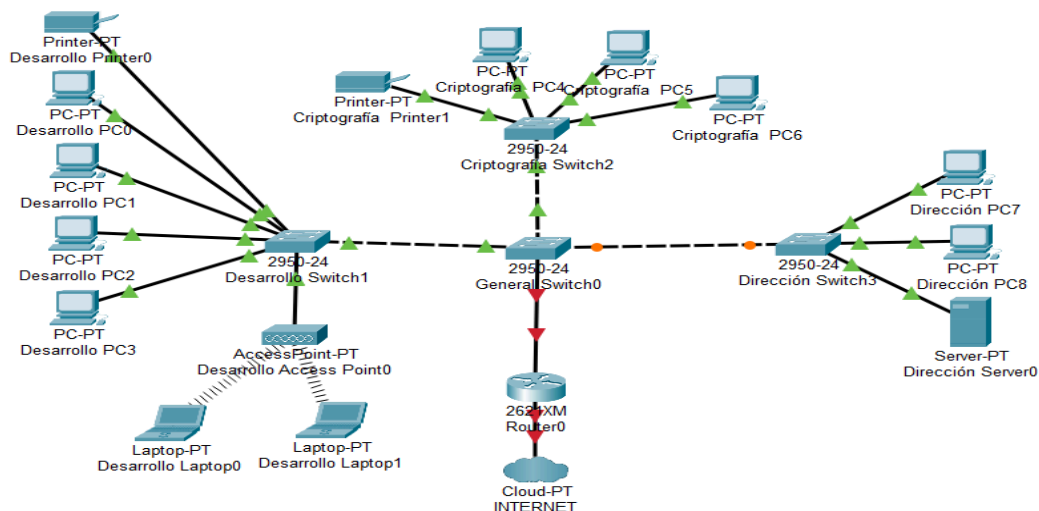 Printer-PT
Desarrollo Printer0
PC-PT
Desarrollo PC0
PC-PT
Desarrollo PC1
PC-PT
Desarrollo PC2
PC-PT
Desarrollo PC3
2950-24
Desarrollo Switch1
AccessPoint-PT
Desarrollo Access Point0
Laptop-PT
Desarrollo Laptop0
Laptop-PT
Desarrollo Laptop1
Printer-PT
Criptografía Printer1
PC-PT
Criptografía PC4
PC-PT
Criptografía PC5
PC-PT
Criptografía PC6
2950-24
Criptografía Switch2
2950-24
General Switch0
2621XM
Router0
Cloud-PT
INTERNET
2950-24
Dirección Switch3
PC-PT
Dirección PC7
PC-PT
Dirección PC8
Server-PT
Dirección Server0